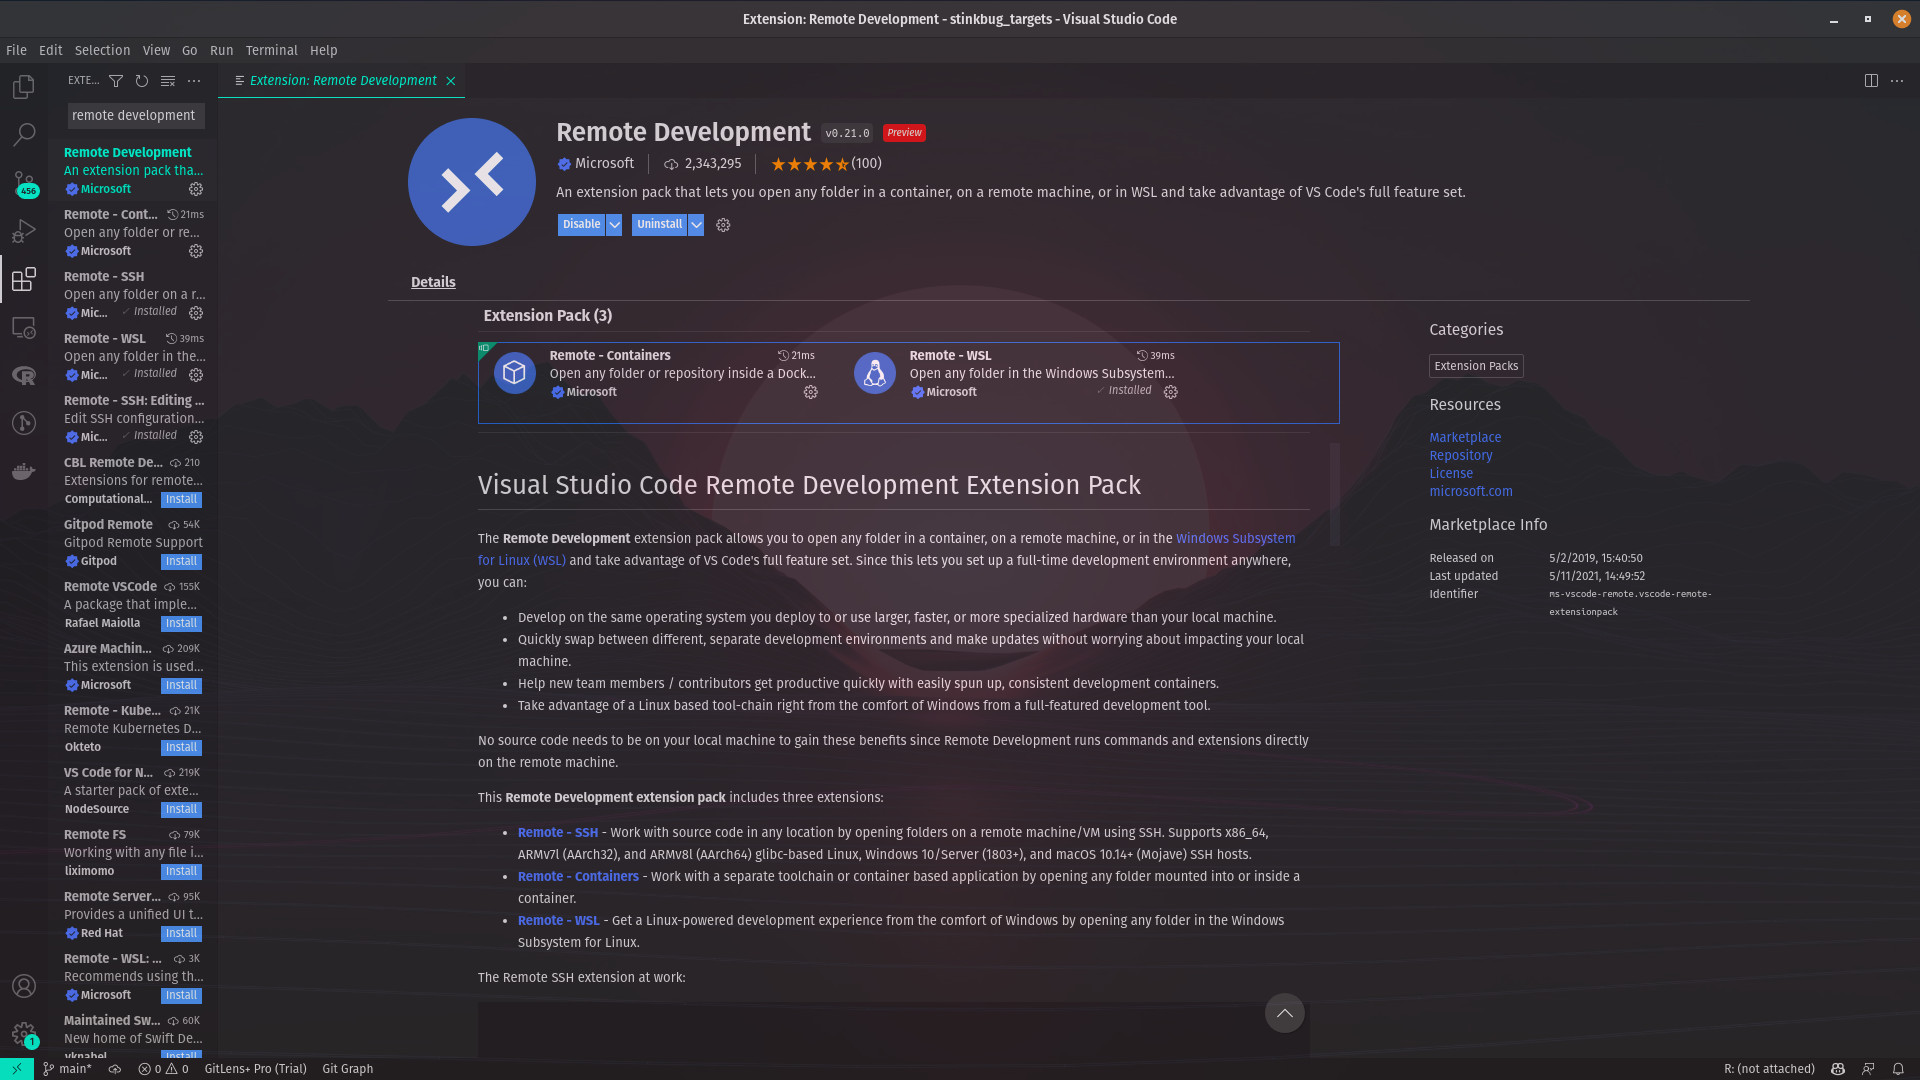 Extension: Remote Development - stinkbug_targets - Visual Studio Code
File Edit Selection View Go Run Terminal Help
EXTE...
Extension: Remote Development
remote development
456
Remote Development
An extension pack tha...
Microsoft
Remote - Cont... 21ms
Open any folder or re...
Microsoft
Remote - SSH
Open any folder on a r...
Mic... ✓ Installed
Remote - WSL 39ms
Open any folder in the...
Mic... ✓ Installed
Remote - SSH: Editing ...
Edit SSH configuration...
Mic... ✓ Installed
CBL Remote De... 210
Extensions for remote...
Computational... Install
Gitpod Remote 54K
Gitpod Remote Support
Gitpod Install
Remote VSCode 155K
A package that imple...
Rafael Maiolla Install
Azure Machin... 209K
This extension is used...
Microsoft Install
Remote - Kube... 21K
Remote Kubernetes D...
Okteto Install
VS Code for N... 219K
A starter pack of exte...
NodeSource Install
Remote FS 79K
Working with any file i...
liximomo Install
Remote Server... 95K
Provides a unified UI t...
Red Hat Install
Remote - WSL: ... 3K
Recommends using th...
Microsoft Install
Maintained Sw... 60K
New home of Swift De...
vknabel Install
1
Remote Development v0.21.0 Preview
Microsoft 2,343,295 (100)
An extension pack that lets you open any folder in a container, on a remote machine, or in WSL and take advantage of VS Code's full feature set.
Disable Uninstall
Details
Extension Pack (3)
Remote - Containers 21ms
Open any folder or repository inside a Dock...
Microsoft
Remote - WSL 39ms
Open any folder in the Windows Subsystem...
Microsoft ✓ Installed
Visual Studio Code Remote Development Extension Pack
The Remote Development extension pack allows you to open any folder in a container, on a remote machine, or in the Windows Subsystem
for Linux (WSL) and take advantage of VS Code's full feature set. Since this lets you set up a full-time development environment anywhere,
you can:
• Develop on the same operating system you deploy to or use larger, faster, or more specialized hardware than your local machine.
• Quickly swap between different, separate development environments and make updates without worrying about impacting your local
machine.
• Help new team members / contributors get productive quickly with easily spun up, consistent development containers.
• Take advantage of a Linux based tool-chain right from the comfort of Windows from a full-featured development tool.
No source code needs to be on your local machine to gain these benefits since Remote Development runs commands and extensions directly
on the remote machine.
This Remote Development extension pack includes three extensions:
• Remote - SSH - Work with source code in any location by opening folders on a remote machine/VM using SSH. Supports x86_64,
ARMv7l (AArch32), and ARMv8l (AArch64) glibc-based Linux, Windows 10/Server (1803+), and macOS 10.14+ (Mojave) SSH hosts.
• Remote - Containers - Work with a separate toolchain or container based application by opening any folder mounted into or inside a
container.
• Remote - WSL - Get a Linux-powered development experience from the comfort of Windows by opening any folder in the Windows
Subsystem for Linux.
The Remote SSH extension at work:
Categories
Extension Packs
Resources
Marketplace
Repository
License
microsoft.com
Marketplace Info
Released on 5/2/2019, 15:40:50
Last updated 5/11/2021, 14:49:52
Identifier ms-vscode-remote.vscode-remote-
extensionpack
main* 0 0 GitLens+ Pro (Trial) Git Graph R: (not attached)